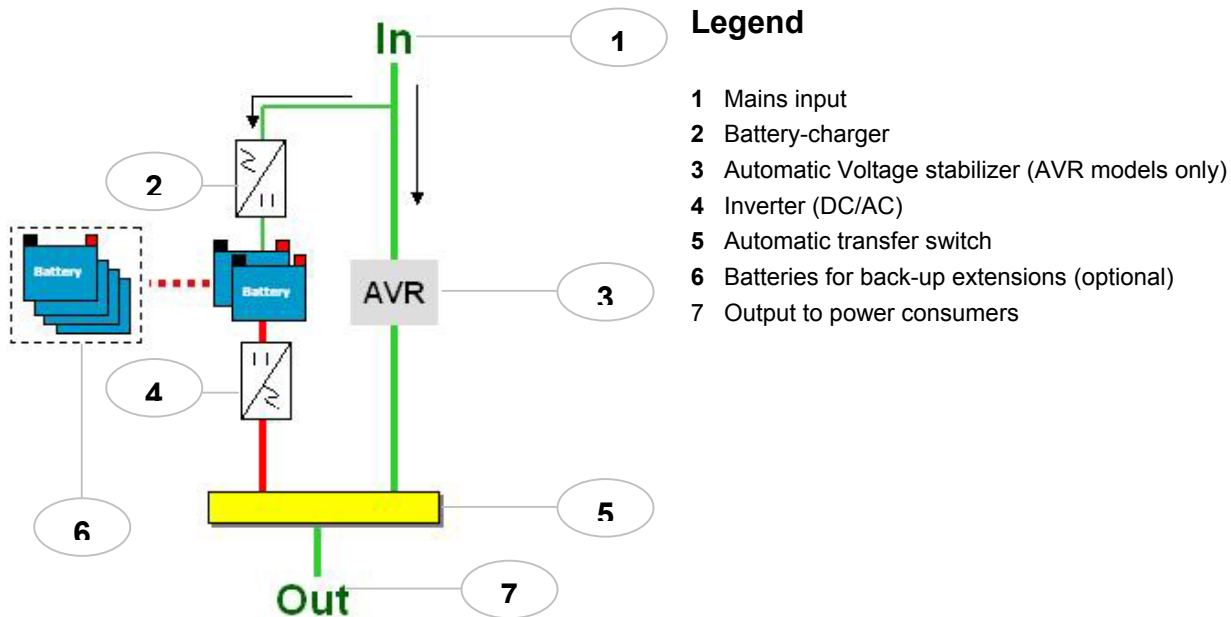 In
1
Legend
1 Mains input
2 Battery-charger
3 Automatic Voltage stabilizer (AVR models only)
4 Inverter (DC/AC)
5 Automatic transfer switch
6 Batteries for back-up extensions (optional)
7 Output to power consumers
2
Battery
Battery
AVR
3
4
5
6
Out
7